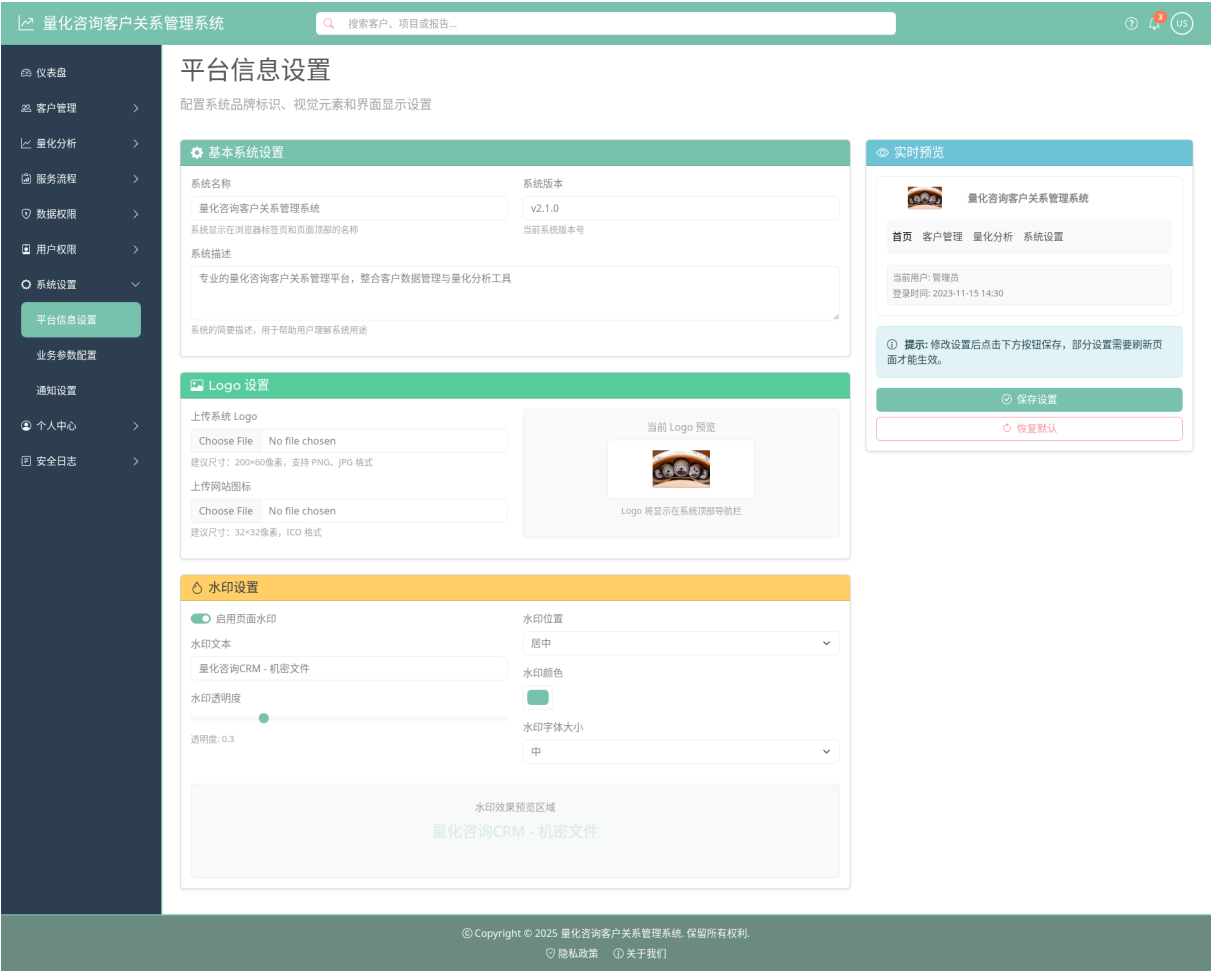 量化咨询客户关系管理系统
搜索客户、项目或报告...
3
US
仪表盘
客户管理
量化分析
服务流程
数据权限
用户权限
系统设置
平台信息设置
业务参数配置
通知设置
个人中心
安全日志
平台信息设置
配置系统品牌标识、视觉元素和界面显示设置
基本系统设置
系统名称
量化咨询客户关系管理系统
系统显示在浏览器标签页和页面顶部的名称
系统版本
v2.1.0
当前系统版本号
系统描述
专业的量化咨询客户关系管理平台，整合客户数据管理与量化分析工具
系统的简要描述，用于帮助用户理解系统用途
Logo 设置
上传系统 Logo
Choose File No file chosen
建议尺寸：200×60像素，支持 PNG、JPG 格式
上传网站图标
Choose File No file chosen
建议尺寸：32×32像素，ICO 格式
当前 Logo 预览
Logo 将显示在系统顶部导航栏
水印设置
启用页面水印
水印文本
量化咨询CRM - 机密文件
水印透明度
透明度: 0.3
水印位置
居中
水印颜色
水印字体大小
中
水印效果预览区域
量化咨询CRM - 机密文件
实时预览
量化咨询客户关系管理系统
首页 客户管理 量化分析 系统设置
当前用户: 管理员
登录时间: 2023-11-15 14:30
提示: 修改设置后点击下方按钮保存，部分设置需要刷新页
面才能生效。
保存设置
恢复默认
© Copyright © 2025 量化咨询客户关系管理系统. 保留所有权利.
隐私政策 关于我们